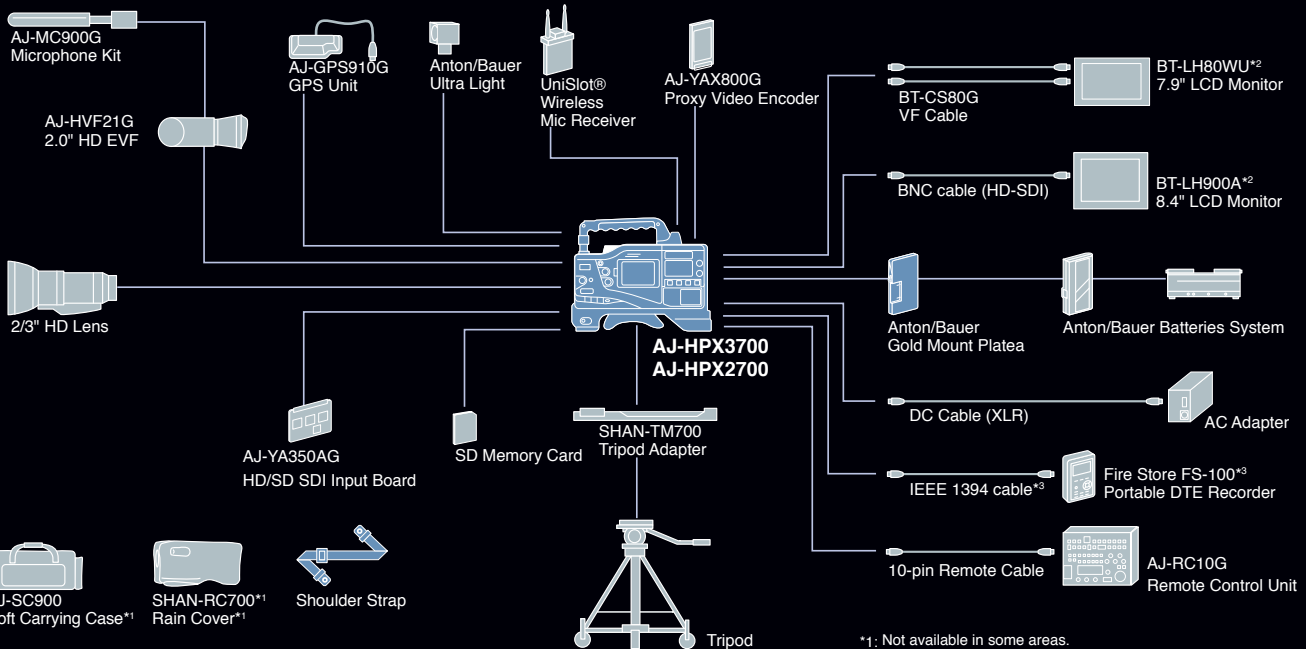 AJ-MC900G
Microphone Kit
AJ-GPS910G
GPS Unit
Anton/Bauer
Ultra Light
UniSlot®
Wireless
Mic Receiver
AJ-YAX800G
Proxy Video Encoder
BT-CS80G
VF Cable
BT-LH80WU*2
7.9" LCD Monitor
AJ-HVF21G
2.0" HD EVF
BNC cable (HD-SDI)
BT-LH900A*2
8.4" LCD Monitor
2/3" HD Lens
AJ-HPX3700
AJ-HPX2700
Anton/Bauer
Gold Mount Platea
Anton/Bauer Batteries System
DC Cable (XLR)
AC Adapter
AJ-YA350AG
HD/SD SDI Input Board
SD Memory Card
SHAN-TM700
Tripod Adapter
IEEE 1394 cable*3
Fire Store FS-100*3
Portable DTE Recorder
10-pin Remote Cable
AJ-RC10G
Remote Control Unit
J-SC900
oft Carrying Case*1
SHAN-RC700*1
Rain Cover*1
Shoulder Strap
Tripod
*1: Not available in some areas.